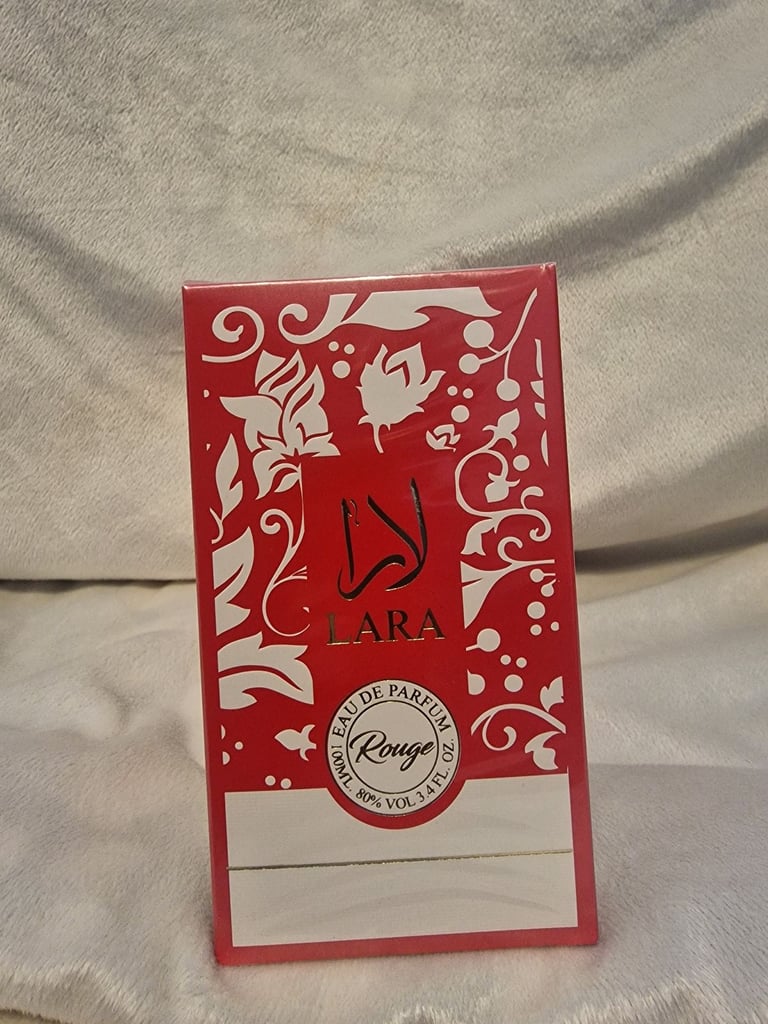 لارا
LARA
EAU DE PARFUM
Rouge
100ML. 80% VOL 3.4 FL. OZ.